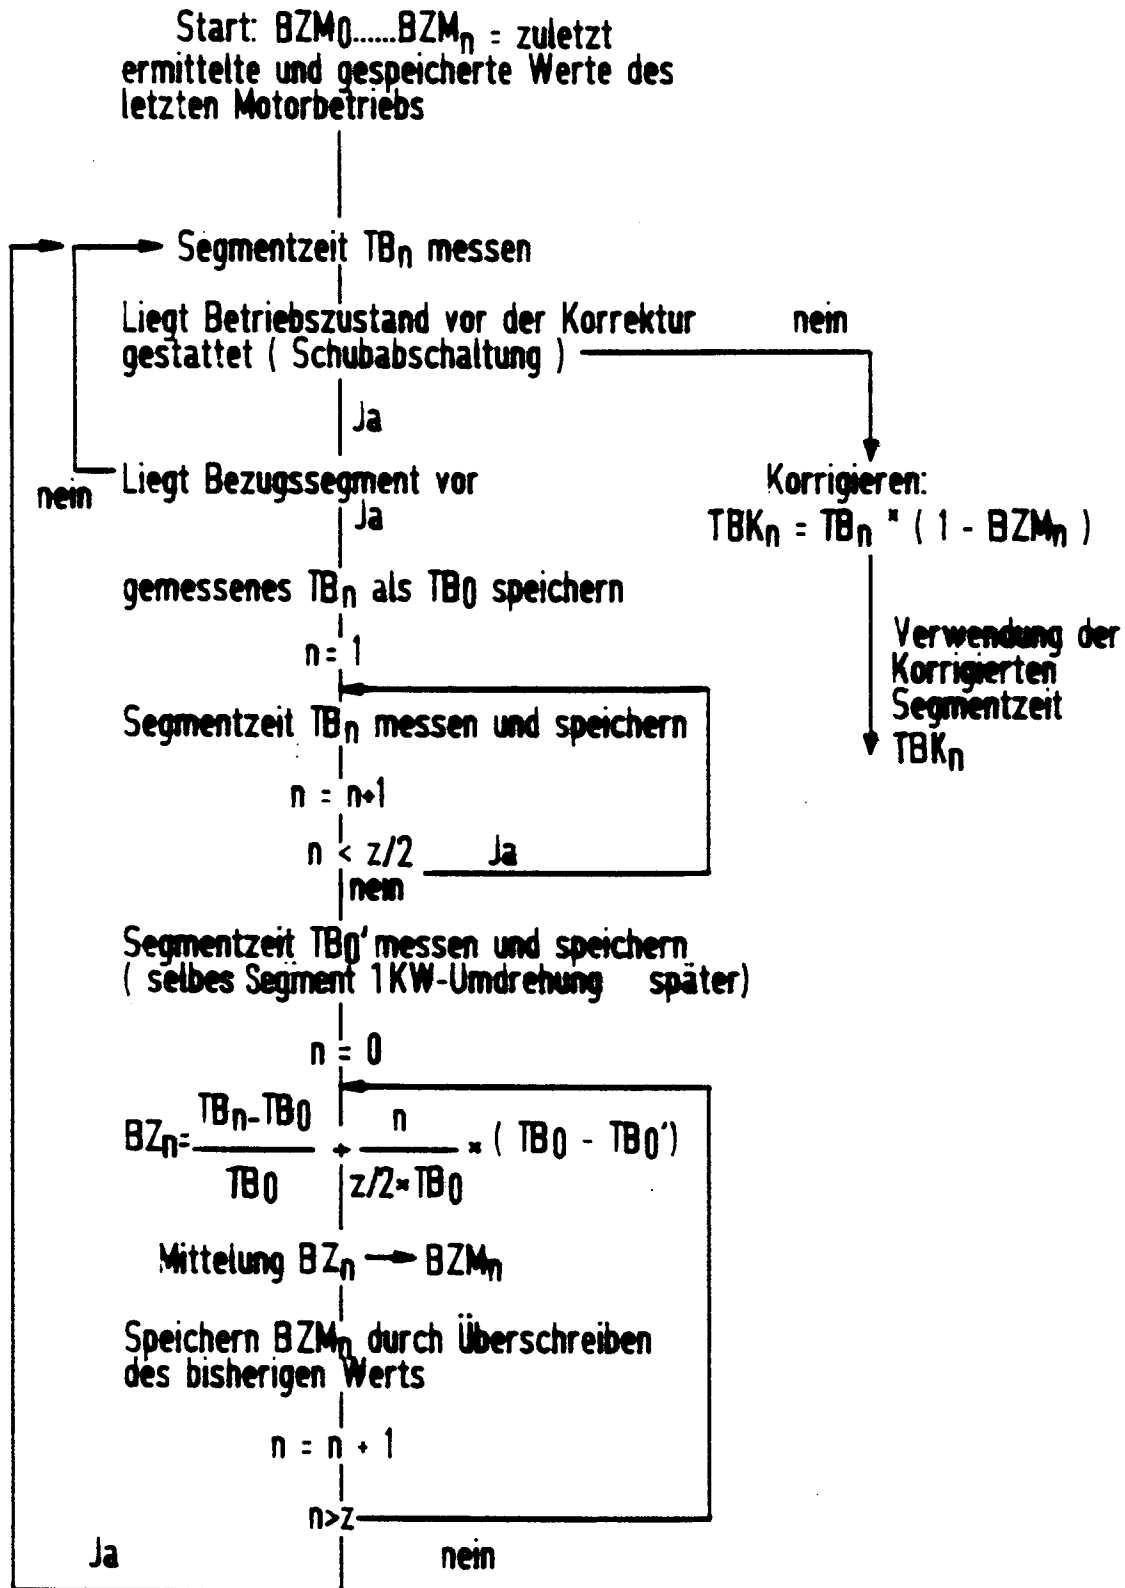 Start: BZM0......BZMn = zuletzt
ermittelte und gespeicherte Werte des
letzten Motorbetriebs
Segmentzeit TBn messen
Liegt Betriebszustand vor der Korrektur nein
gestattet ( Schubabschaltung )
Ja
Liegt Bezugssegment vor
nein
Ja
Korrigieren:
TBKn = TBn * ( 1 - BZMn )
gemessenes TBn als TB0 speichern
n = 1
Verwendung der
Korrigierten
Segmentzeit
TBKn
Segmentzeit TBn messen und speichern
n = n+1
n < z/2 Ja
nein
Segmentzeit TB0' messen und speichern
( selbes Segment 1KW-Umdrehung später)
n = 0
BZn = TBn-TB0 / TB0 + n / z/2*TB0 * ( TB0 - TB0' )
Mittelung BZn → BZMn
Speichern BZMn durch Überschreiben
des bisherigen Werts
n = n + 1
n>z
Ja nein